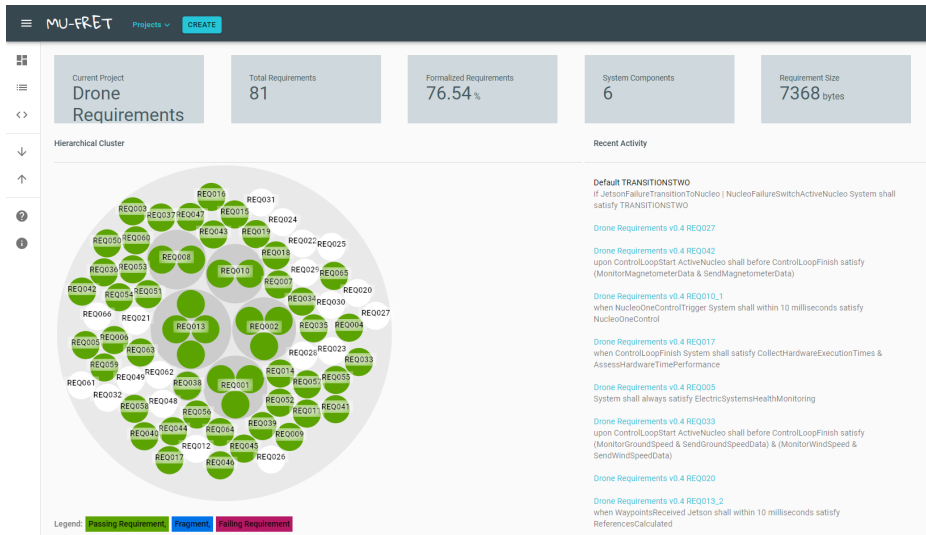 MU-FRET
Projects
CREATE
Current Project
Drone
Requirements
Total Requirements
81
Formalized Requirements
76.54 %
System Components
6
Requirement Size
7368 bytes
Hierarchical Cluster
REQ016
REQ031
REQ003
REQ037
REQ047
REQ015
REQ024
REQ043
REQ019
REQ050
REQ060
REQ022
REQ025
REQ018
REQ008
REQ036
REQ053
REQ010
REQ029
REQ065
REQ007
REQ042
REQ054
REQ051
REQ020
REQ034
REQ030
REQ066
REQ021
REQ027
REQ013
REQ002
REQ035
REQ004
REQ005
REQ006
REQ063
REQ028
REQ023
REQ033
REQ059
REQ062
REQ014
REQ061
REQ049
REQ038
REQ001
REQ057
REQ055
REQ032
REQ048
REQ052
REQ058
REQ056
REQ011
REQ041
REQ039
REQ040
REQ044
REQ064
REQ009
REQ012
REQ045
REQ017
REQ046
REQ026
Legend: Passing Requirement, Fragment, Failing Requirement
Recent Activity
Default TRANSITIONSTWO
if JetsonFailureTransitionToNucleo | NucleoFailureSwitchActiveNucleo System shall
satisfy TRANSITIONSTWO
Drone Requirements v0.4 REQ027
Drone Requirements v0.4 REQ042
upon ControlLoopStart ActiveNucleo shall before ControlLoopFinish satisfy
(MonitorMagnetometerData & SendMagnetometerData)
Drone Requirements v0.4 REQ010_1
when NucleoOneControlTrigger System shall within 10 milliseconds satisfy
NucleoOneControl
Drone Requirements v0.4 REQ017
when ControlLoopFinish System shall satisfy CollectHardwareExecutionTimes &
AssessHardwareTimePerformance
Drone Requirements v0.4 REQ005
System shall always satisfy ElectricSystemsHealthMonitoring
Drone Requirements v0.4 REQ033
upon ControlLoopStart ActiveNucleo shall before ControlLoopFinish satisfy
(MonitorGroundSpeed & SendGroundSpeedData) & (MonitorWindSpeed &
SendWindSpeedData)
Drone Requirements v0.4 REQ020
Drone Requirements v0.4 REQ013_2
when WaypointsReceived Jetson shall within 10 milliseconds satisfy
ReferencesCalculated